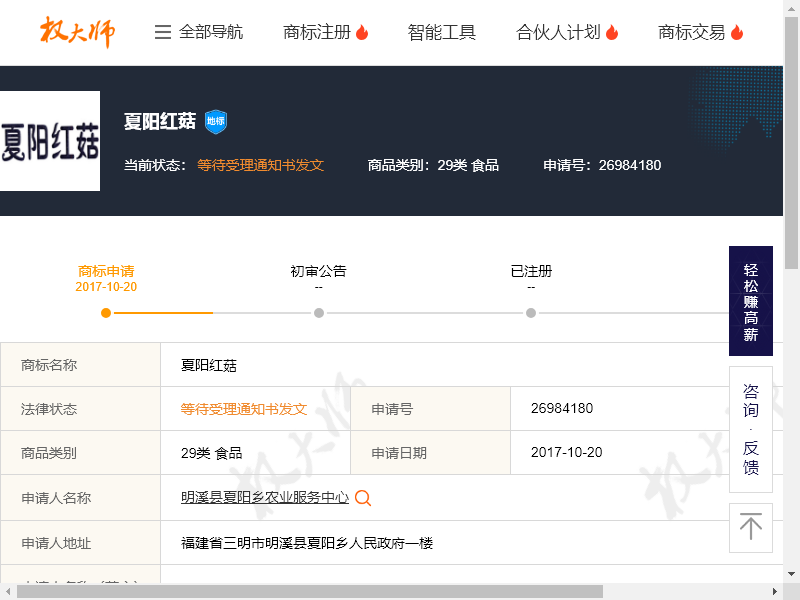 权大师 全部导航 商标注册 智能工具 合伙人计划 商标交易
夏阳红菇
夏阳红菇 地标
当前状态： 等待受理通知书发文 商品类别：29类 食品 申请号：26984180
商标申请 初审公告 已注册
2017-10-20 -- --
轻松赚高薪
商标名称 夏阳红菇
法律状态 等待受理通知书发文 申请号 26984180
商品类别 29类 食品 申请日期 2017-10-20
咨询·反馈
申请人名称 明溪县夏阳乡农业服务中心
申请人地址 福建省三明市明溪县夏阳乡人民政府一楼
权大师 权大